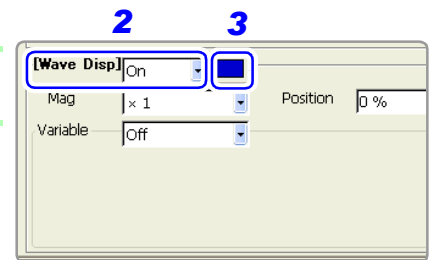 2 3
[Wave Disp] On
Mag × 1 Position 0 %
Variable Off